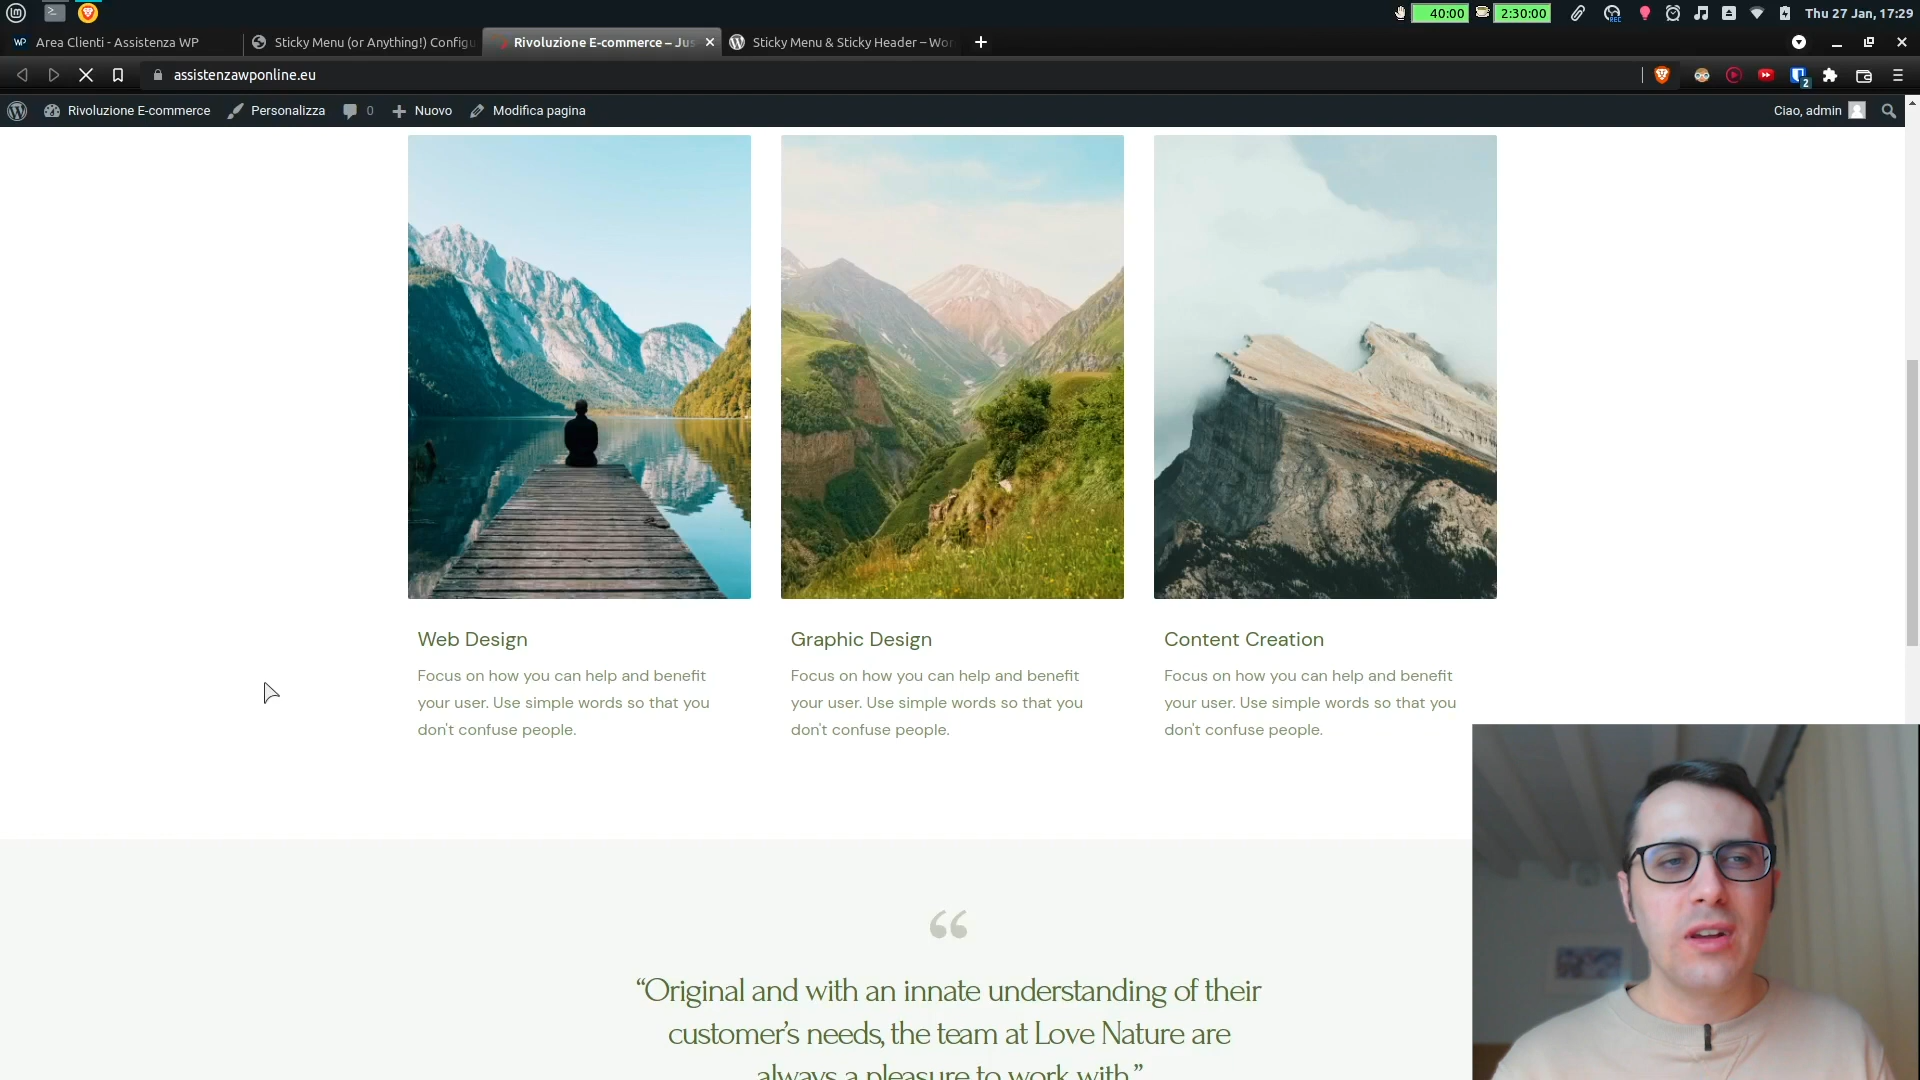 40:00
2:30:00
REC
Thu 27 Jan, 17:29
WP
Area Clienti - Assistenza WP
Sticky Menu (or Anything!) Configu
Rivoluzione E-commerce – Jus
Sticky Menu & Sticky Header – Wor
assistenzawponline.eu
2
Rivoluzione E-commerce
Personalizza
0
Nuovo
Modifica pagina
Ciao, admin
Web Design
Focus on how you can help and benefit
your user. Use simple words so that you
don't confuse people.
Graphic Design
Focus on how you can help and benefit
your user. Use simple words so that you
don't confuse people.
Content Creation
Focus on how you can help and benefit
your user. Use simple words so that you
don't confuse people.
“
“Original and with an innate understanding of their
customer’s needs, the team at Love Nature are
always a pleasure to work with.”